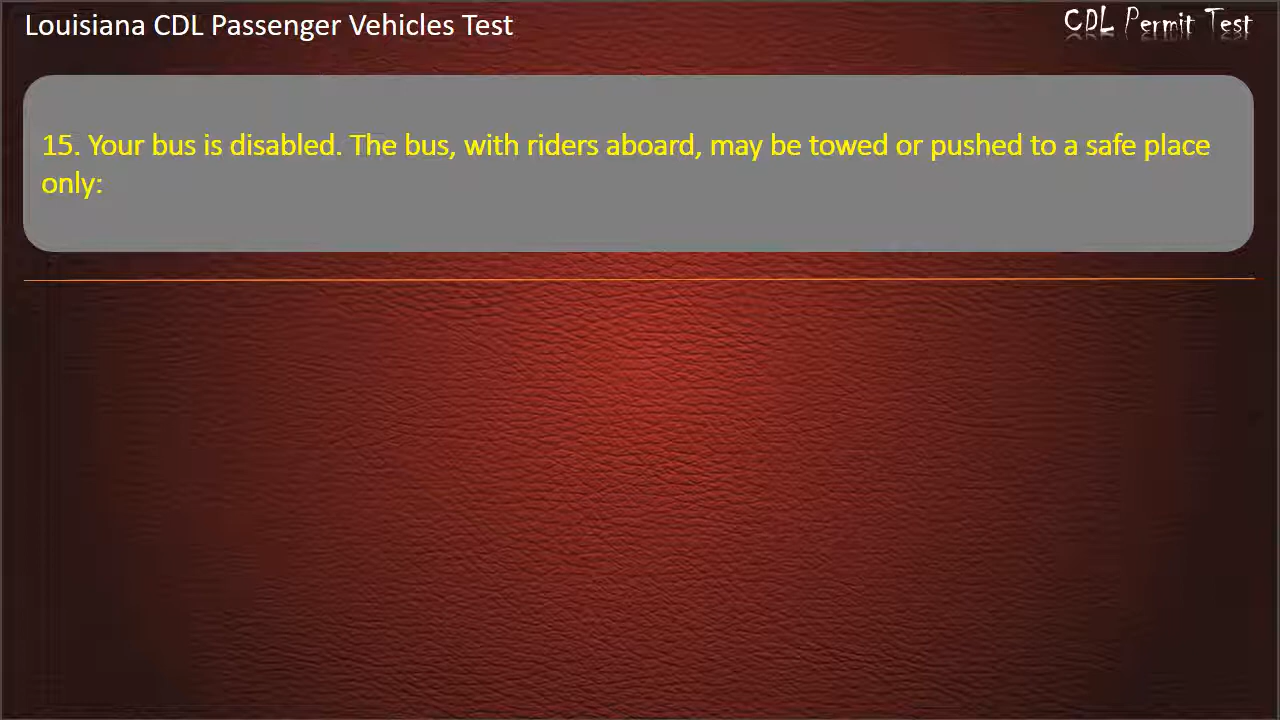 Louisiana CDL Passenger Vehicles Test
CDL Permit Test
15. Your bus is disabled. The bus, with riders aboard, may be towed or pushed to a safe place
only: